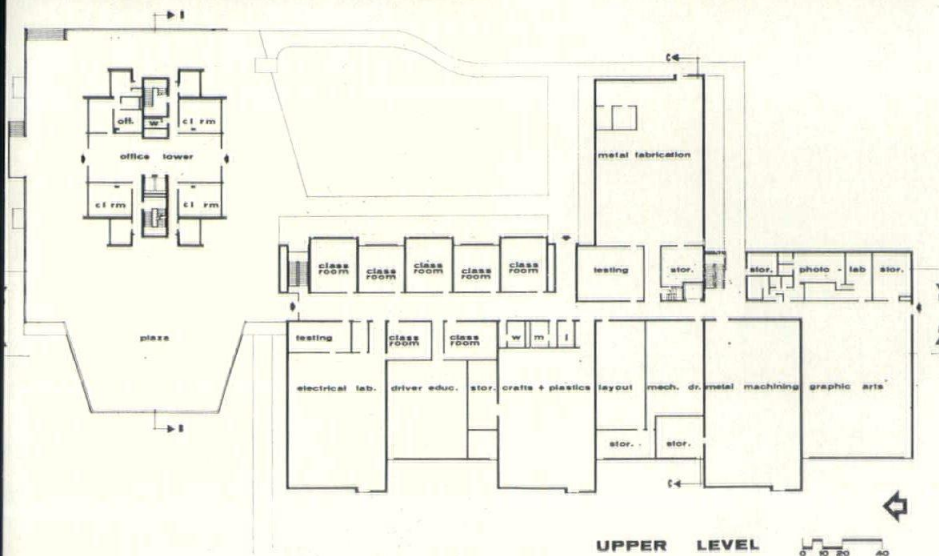 B
C
off.
w
cl rm
office tower
metal fabrication
cl rm
cl rm
class room
class room
class room
class room
class room
testing
stor.
stor.
photo - lab
stor.
plaza
testing
class room
class room
w
m
j
electrical lab.
driver educ.
stor.
crafts + plastics
layout
mech. dr.
metal machining
graphic arts
B
stor.
stor.
C
UPPER LEVEL
0 10 20 40